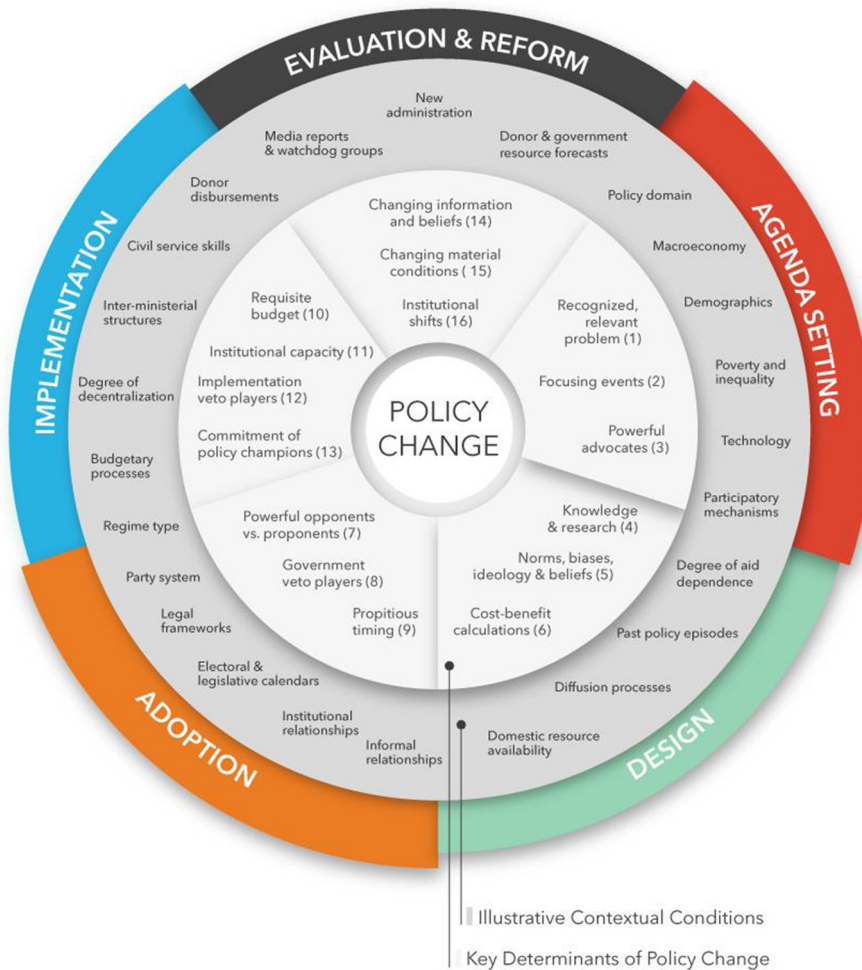 EVALUATION & REFORM
AGENDA SETTING
DESIGN
ADOPTION
IMPLEMENTATION
New
administration
Donor & government
resource forecasts
Policy domain
Macroeconomy
Demographics
Poverty and
inequality
Technology
Participatory
mechanisms
Degree of aid
dependence
Past policy episodes
Diffusion processes
Domestic resource
availability
Informal
relationships
Institutional
relationships
Electoral &
legislative calendars
Legal
frameworks
Party system
Regime type
Budgetary
processes
Degree of
decentralization
Inter-ministerial
structures
Civil service skills
Donor
disbursements
Media reports
& watchdog groups
Changing information
and beliefs (14)
Changing material
conditions ( 15)
Institutional
shifts (16)
Recognized,
relevant
problem (1)
Focusing events (2)
Powerful
advocates (3)
Knowledge
& research (4)
Norms, biases,
ideology & beliefs (5)
Cost-benefit
calculations (6)
Powerful opponents
vs. proponents (7)
Government
veto players (8)
Propitious
timing (9)
Requisite
budget (10)
Institutional capacity (11)
Implementation
veto players (12)
Commitment of
policy champions (13)
POLICY
CHANGE
Illustrative Contextual Conditions
Key Determinants of Policy Change